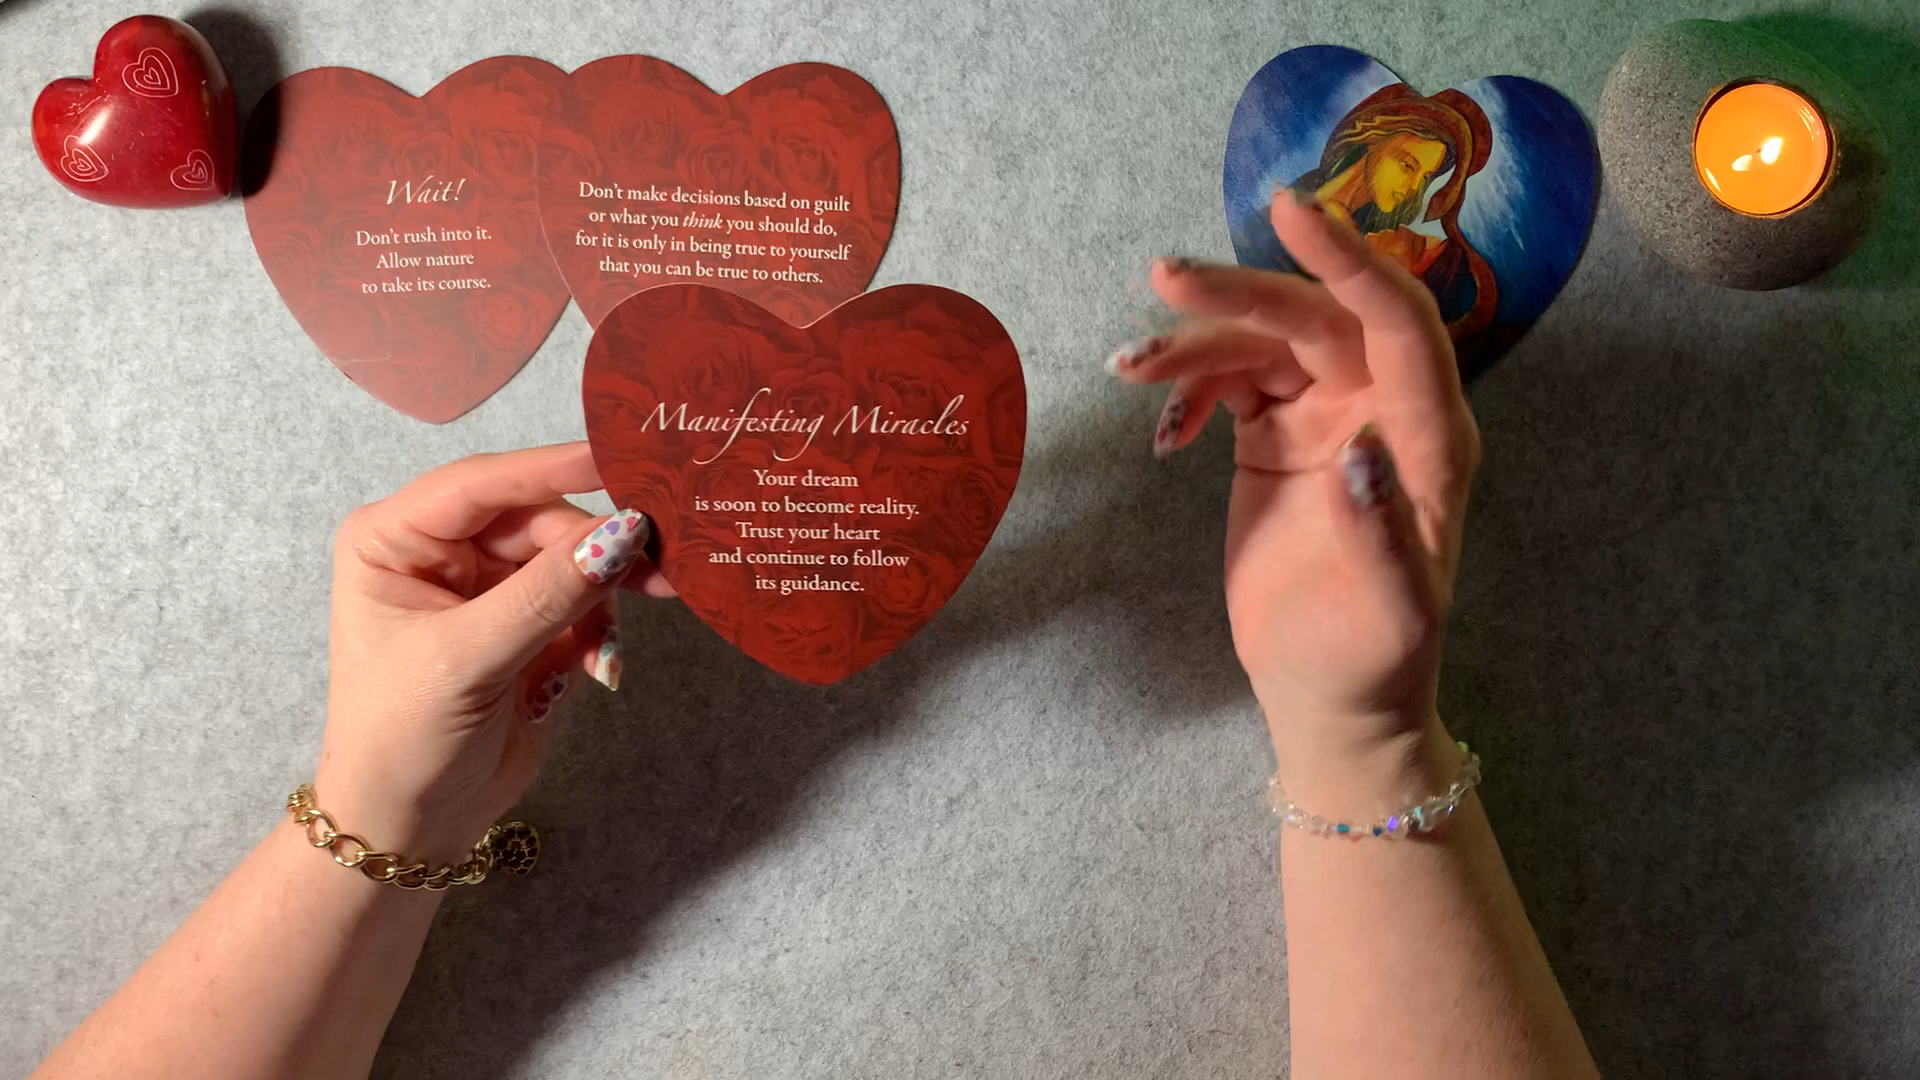 Wait!
Don't rush into it.
Allow nature
to take its course.
Don't make decisions based on guilt
or what you think you should do,
for it is only in being true to yourself
that you can be true to others.
Manifesting Miracles
Your dream
is soon to become reality.
Trust your heart
and continue to follow
its guidance.